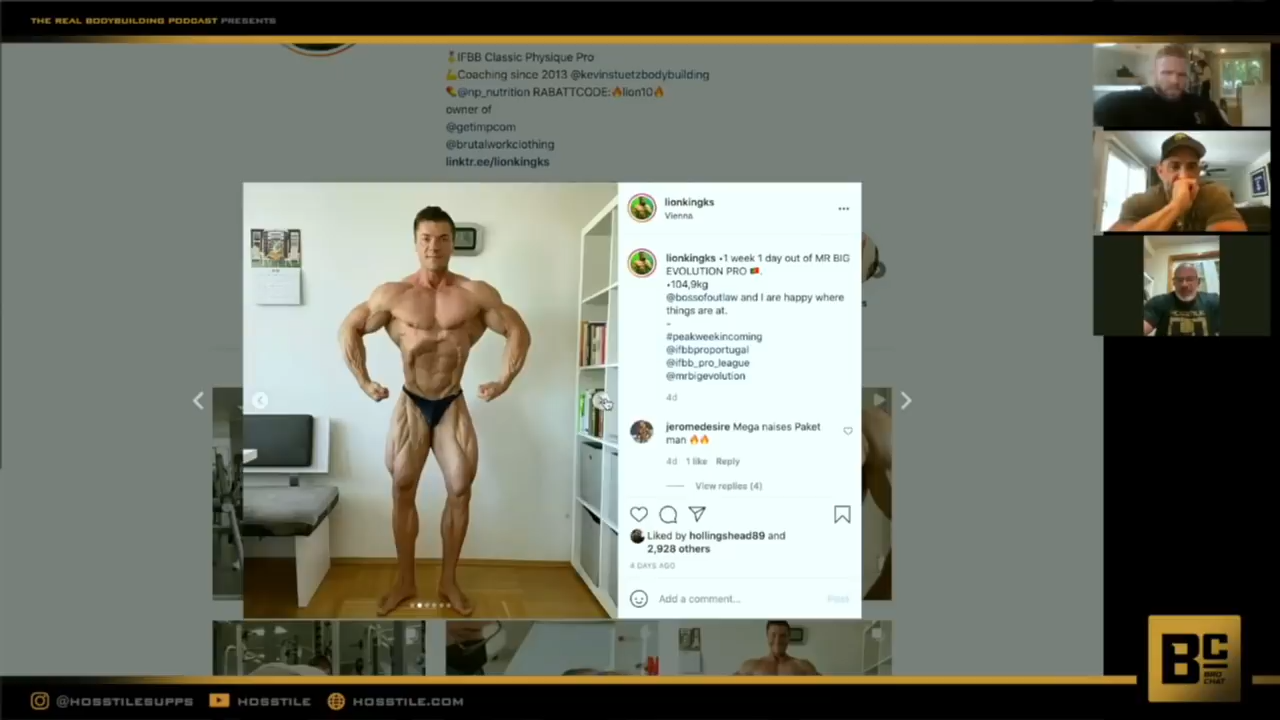 THE REAL BODYBUILDING PODCAST PRESENTS
🏅IFBB Classic Physique Pro
💪Coaching since 2013 @kevinstuetzbodybuilding
💊@np_nutrition RABATTCODE:🔥lion10🔥
owner of
@getimpcom
@brutalworkclothing
linktr.ee/lionkingks
lionkingks
Vienna
lionkingks •1 week 1 day out of MR BIG
EVOLUTION PRO 🇵🇹.
•104,9kg
@bossofoutlaw and I are happy where
things are at.
-
#peakweekincoming
@ifbbproportugal
@ifbb_pro_league
@mrbigevolution
4d
jeromedesire Mega naises Paket
man 🔥🔥
4d 1 like Reply
View replies (4)
Liked by hollingshead89 and
2,928 others
4 DAYS AGO
Add a comment... Post
BC
BRO
CHAT
@HOSSTILESUPPS HOSSTILE HOSSTILE.COM